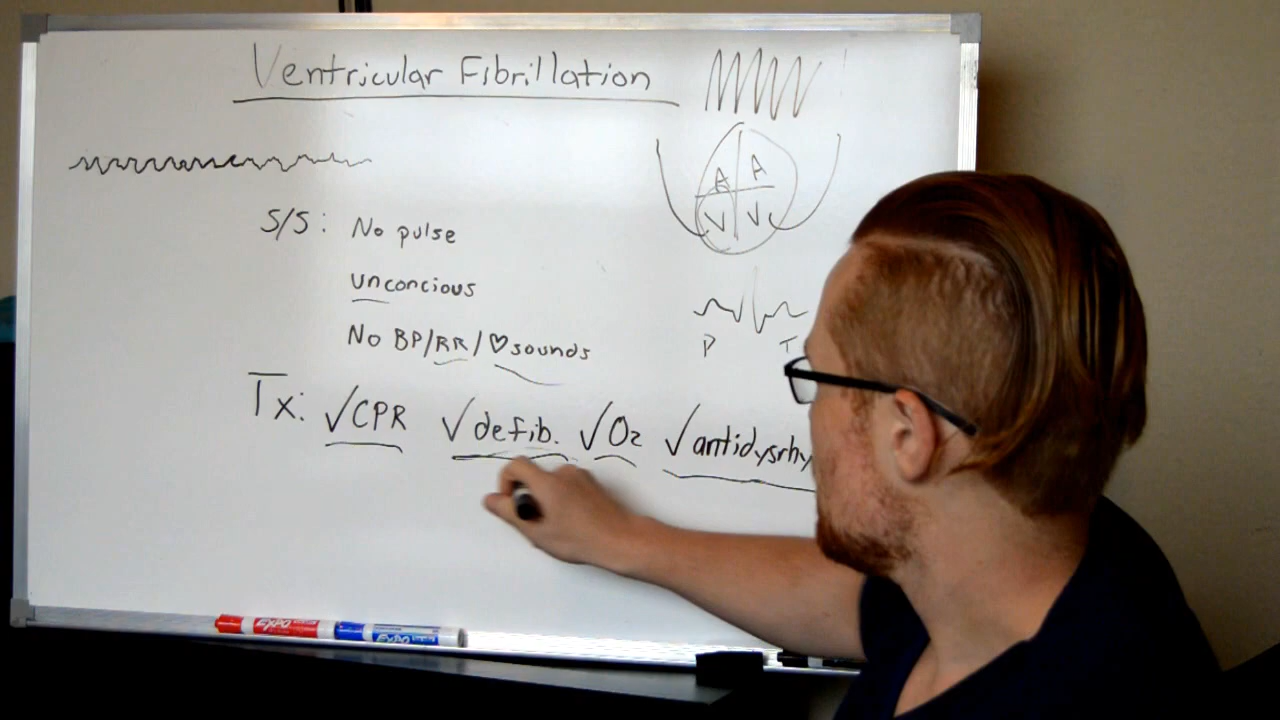 Ventricular Fibrillation
A A
V V
S/S: No pulse
unconcious
No BP/RR/♡sounds
P T
Tx: √CPR √defib. √O2 √antidysrhy
EXPO EXPO